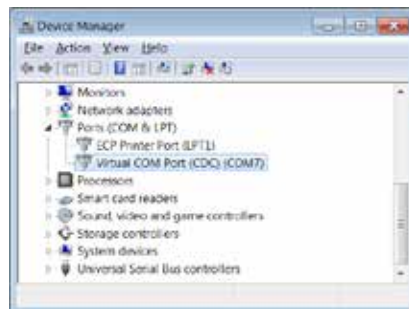 Device Manager
File Action View Help
Monitors
Network adapters
Ports (COM & LPT)
ECP Printer Port (LPT1)
Virtual COM Port (CDC) (COM7)
Processors
Smart card readers
Sound, video and game controllers
Storage controllers
System devices
Universal Serial Bus controllers